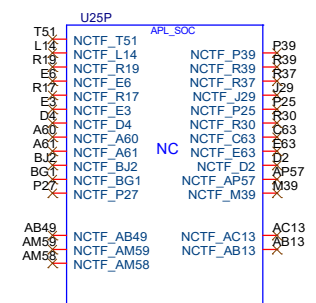 U25P
APL_SOC
T51 NCTF_T51
L14 NCTF_L14 NCTF_P39 P39
R19 NCTF_R19 NCTF_R39 R39
E6 NCTF_E6 NCTF_R37 R37
R17 NCTF_R17 NCTF_J29 J29
E3 NCTF_E3 NCTF_P25 P25
D4 NCTF_D4 NCTF_R30 R30
A60 NCTF_A60 NCTF_C63 C63
A61 NCTF_A61 NC NCTF_E63 E63
BJ2 NCTF_BJ2 NCTF_D2 D2
BG1 NCTF_BG1 NCTF_AP57 AP57
P27 NCTF_P27 NCTF_M39 M39
AB49 NCTF_AB49 NCTF_AC13 AC13
AM59 NCTF_AM59 NCTF_AB13 AB13
AM58 NCTF_AM58